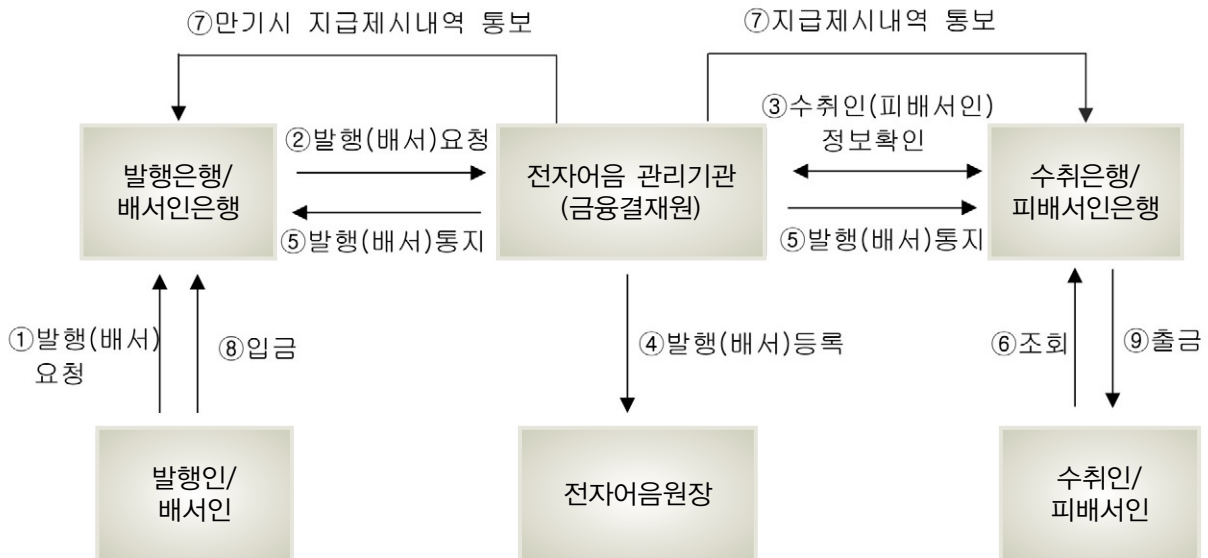 ⑦만기시 지급제시내역 통보
⑦지급제시내역 통보
③수취인(피배서인)
정보확인
②발행(배서)요청
발행은행/
배서인은행
전자어음 관리기관
(금융결재원)
수취은행/
피배서인은행
⑤발행(배서)통지
⑤발행(배서)통지
①발행(배서)
요청
⑧입금
④발행(배서)등록
⑥조회
⑨출금
발행인/
배서인
전자어음원장
수취인/
피배서인